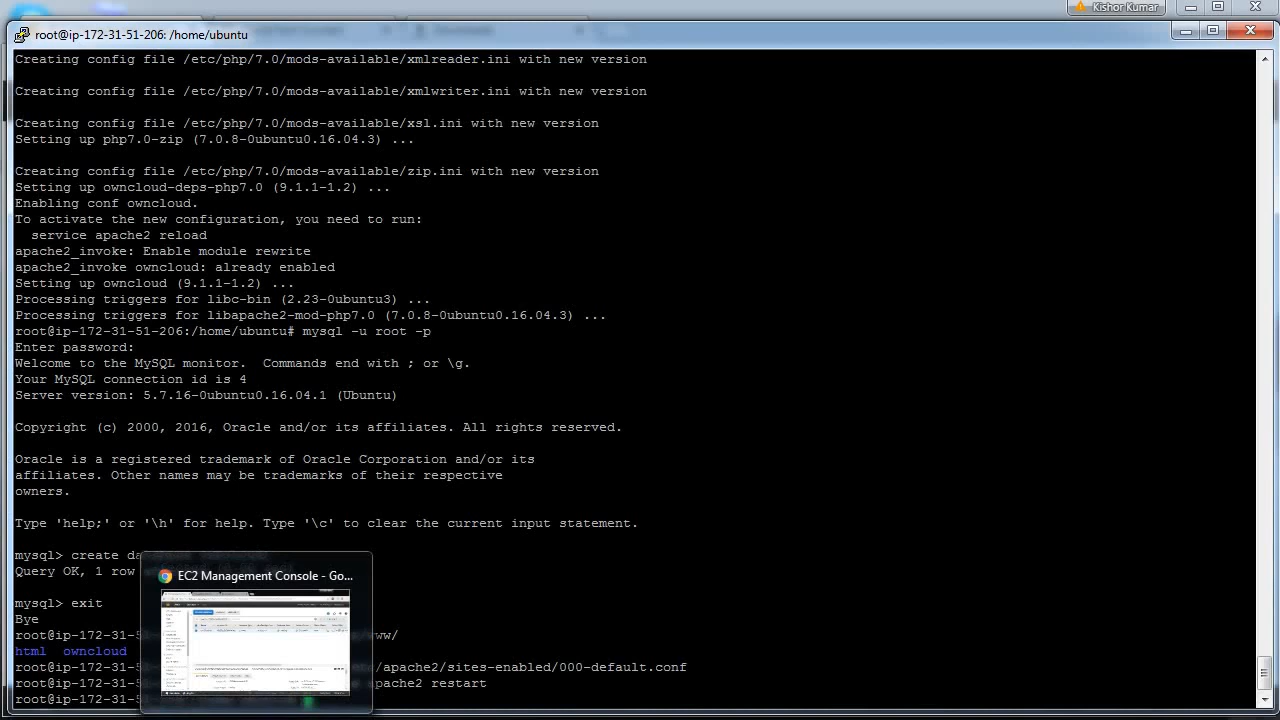 Kishor Kumar
root@ip-172-31-51-206: /home/ubuntu
Creating config file /etc/php/7.0/mods-available/xmlreader.ini with new version
Creating config file /etc/php/7.0/mods-available/xmlwriter.ini with new version
Creating config file /etc/php/7.0/mods-available/xsl.ini with new version
Setting up php7.0-zip (7.0.8-0ubuntu0.16.04.3) ...
Creating config file /etc/php/7.0/mods-available/zip.ini with new version
Setting up owncloud-deps-php7.0 (9.1.1-1.2) ...
Enabling conf owncloud.
To activate the new configuration, you need to run:
service apache2 reload
apache2_invoke: Enable module rewrite
apache2_invoke owncloud: already enabled
Setting up owncloud (9.1.1-1.2) ...
Processing triggers for libc-bin (2.23-0ubuntu3) ...
Processing triggers for libapache2-mod-php7.0 (7.0.8-0ubuntu0.16.04.3) ...
root@ip-172-31-51-206:/home/ubuntu# mysql -u root -p
Enter password:
Welcome to the MySQL monitor.  Commands end with ; or \g.
Your MySQL connection id is 4
Server version: 5.7.16-0ubuntu0.16.04.1 (Ubuntu)
Copyright (c) 2000, 2016, Oracle and/or its affiliates. All rights reserved.
Oracle is a registered trademark of Oracle Corporation and/or its
affiliates. Other names may be trademarks of their respective
owners.
Type 'help;' or '\h' for help. Type '\c' to clear the current input statement.
mysql> create da
Query OK, 1 row
EC2 Management Console - Go...
mysql> exit
root@ip-172-31-5 /www/
html  owncloud
root@ip-172-31-5 /apache2/sites-enabled/000-d
root@ip-172-31-5 restart
root@ip-172-31-5